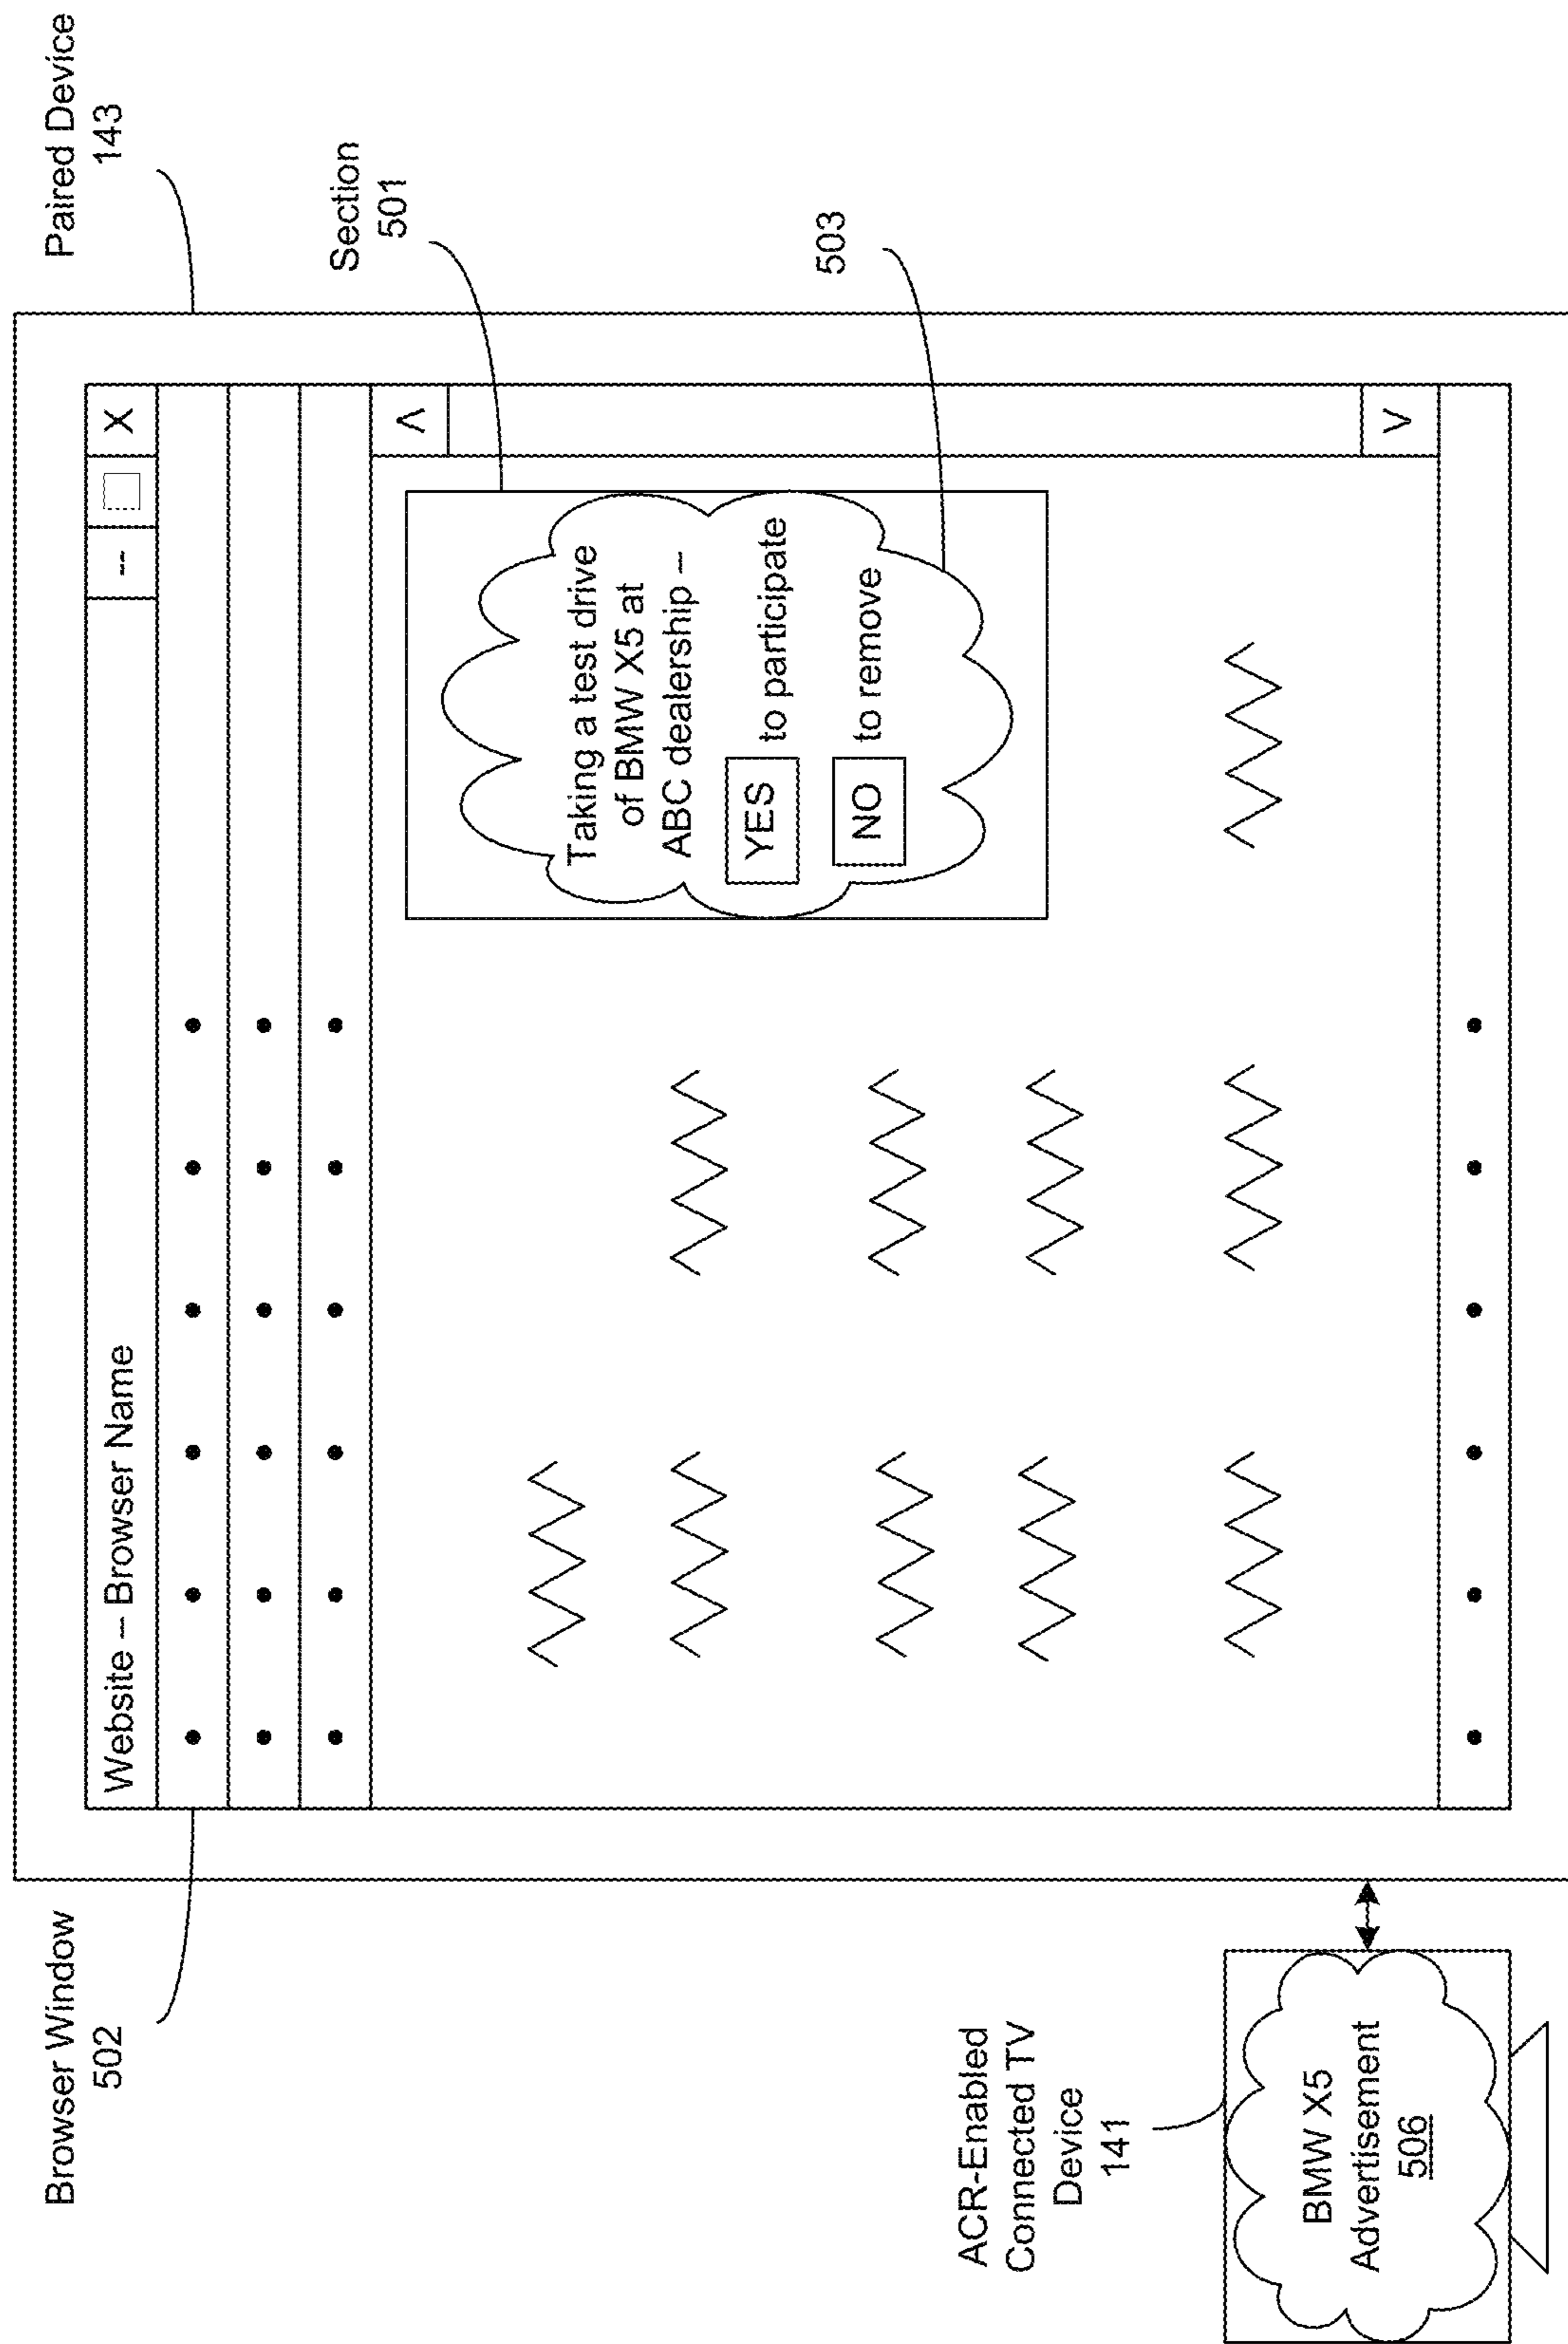 Browser Window
502
Paired Device
143
Website – Browser Name
--
X
Section
501
<
Taking a test drive
of BMW X5 at
ABC dealership –
YES to participate
NO to remove
503
>
ACR-Enabled
Connected TV
Device
141
BMW X5
Advertisement
506